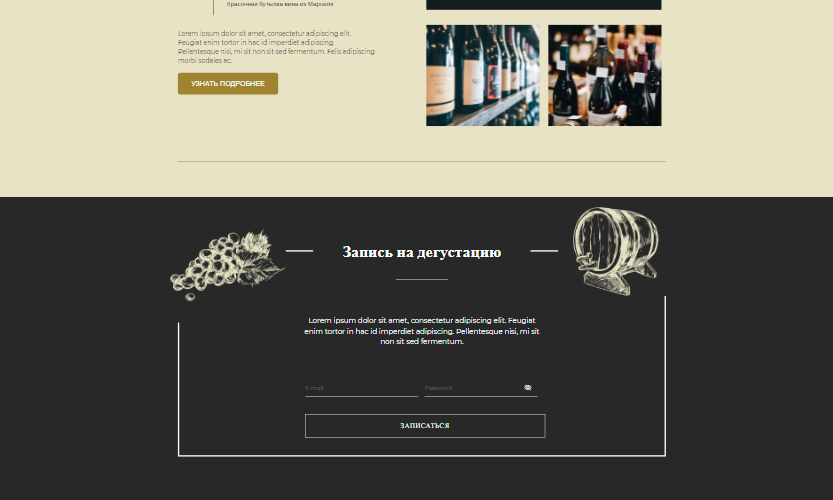 Красочная бутылка вина из Марселя
Lorem ipsum dolor sit amet, consectetur adipiscing elit.
Feugiat enim tortor in hac id imperdiet adipiscing.
Pellentesque nisi, mi sit non sit sed fermentum. Felis adipiscing
morbi sodales ac.
УЗНАТЬ ПОДРОБНЕЕ
Запись на дегустацию
Lorem ipsum dolor sit amet, consectetur adipiscing elit. Feugiat
enim tortor in hac id imperdiet adipiscing. Pellentesque nisi, mi sit
non sit sed fermentum.
E-mail
Password
ЗАПИСАТЬСЯ